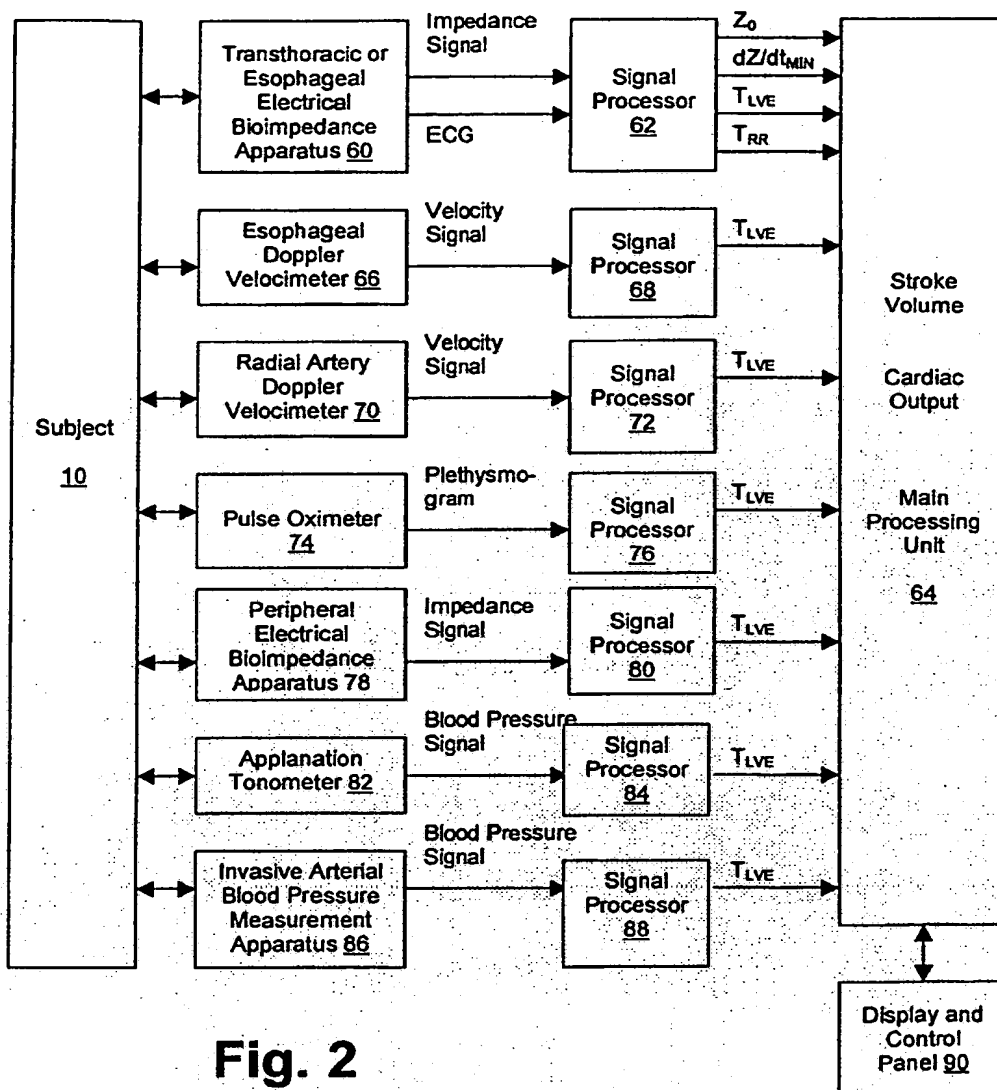 Subject
10
Transthoracic or
Esophageal
Electrical
Bioimpedance
Apparatus 60
Impedance
Signal
ECG
Signal
Processor
62
Z0
dZ/dtMIN
TLVE
TRR
Esophageal
Doppler
Velocimeter 66
Velocity
Signal
Signal
Processor
68
TLVE
Radial Artery
Doppler
Velocimeter 70
Velocity
Signal
Signal
Processor
72
TLVE
Pulse Oximeter
74
Plethysmo-
gram
Signal
Processor
76
TLVE
Peripheral
Electrical
Bioimpedance
Apparatus 78
Impedance
Signal
Signal
Processor
80
TLVE
Applanation
Tonometer 82
Blood Pressure
Signal
Signal
Processor
84
TLVE
Invasive Arterial
Blood Pressure
Measurement
Apparatus 86
Blood Pressure
Signal
Signal
Processor
88
TLVE
Stroke
Volume
Cardiac
Output
Main
Processing
Unit
64
Display and
Control
Panel 90
Fig. 2